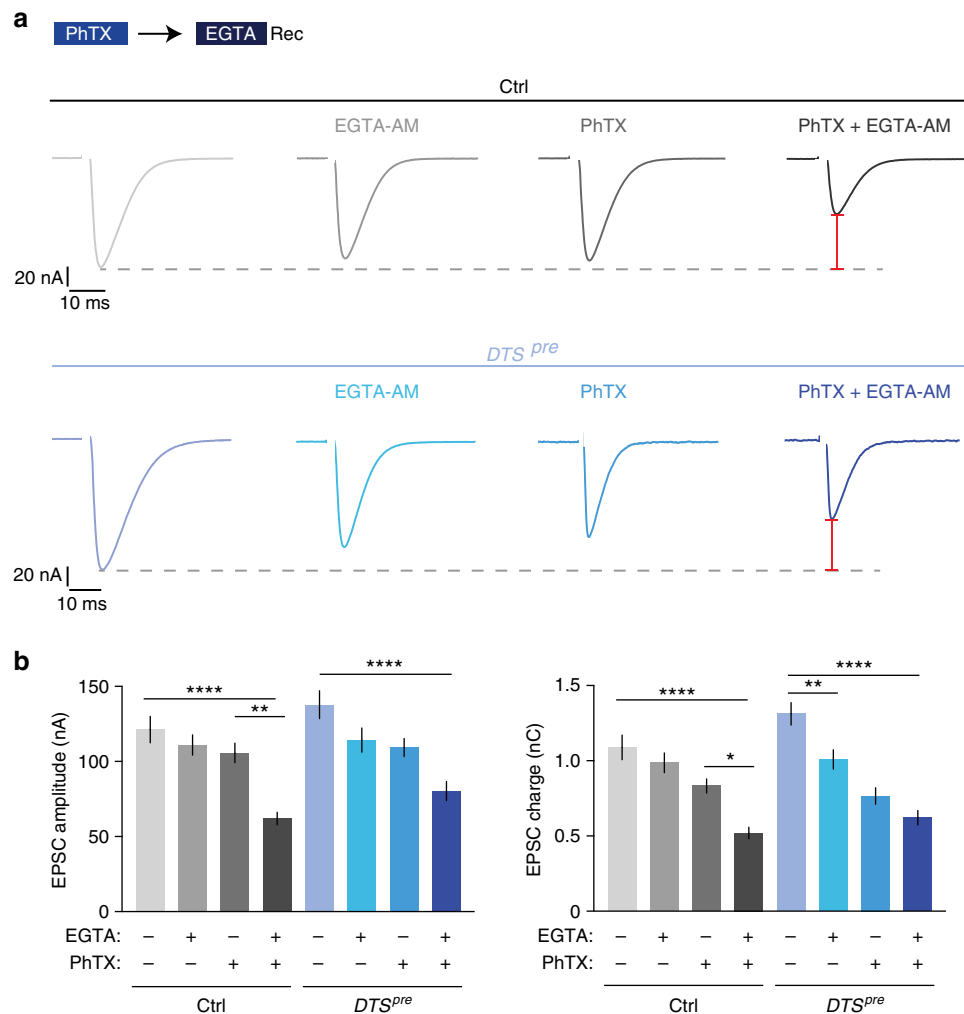 a
PhTX EGTA Rec
Ctrl
EGTA-AM PhTX PhTX + EGTA-AM
20 nA
10 ms
DTS pre
EGTA-AM PhTX PhTX + EGTA-AM
20 nA
10 ms
b
EPSC amplitude (nA)
150
100
50
0
**** ** ****
EGTA: – + – + – + – +
PhTX: – – + + – – + +
Ctrl DTSpre
EPSC charge (nC)
1.5
1.0
0.5
0
**** * ** ****
EGTA: – + – + – + – +
PhTX: – – + + – – + +
Ctrl DTSpre